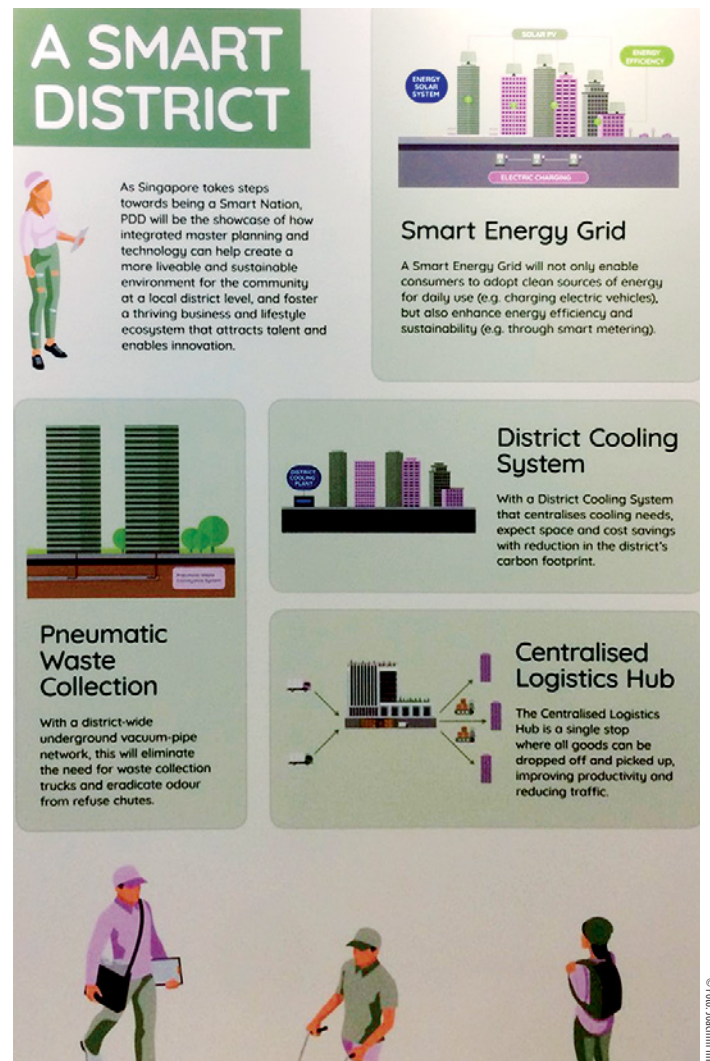 A SMART
DISTRICT
As Singapore takes steps
towards being a Smart Nation,
PDD will be the showcase of how
integrated master planning and
technology can help create a
more liveable and sustainable
environment for the community
at a local district level, and foster
a thriving business and lifestyle
ecosystem that attracts talent and
enables innovation.
SOLAR PV
ENERGY
EFFICIENCY
ENERGY
SOLAR
SYSTEM
ELECTRIC CHARGING
Smart Energy Grid
A Smart Energy Grid will not only enable
consumers to adopt clean sources of energy
for daily use (e.g. charging electric vehicles),
but also enhance energy efficiency and
sustainability (e.g. through smart metering).
Pneumatic Waste
Conveyance System
Pneumatic
Waste
Collection
With a district-wide
underground vacuum-pipe
network, this will eliminate
the need for waste collection
trucks and eradicate odour
from refuse chutes.
DISTRICT
COOLING
PLANT
District Cooling
System
With a District Cooling System
that centralises cooling needs,
expect space and cost savings
with reduction in the district's
carbon footprint.
Centralised
Logistics Hub
The Centralised Logistics
Hub is a single stop
where all goods can be
dropped off and picked up,
improving productivity and
reducing traffic.